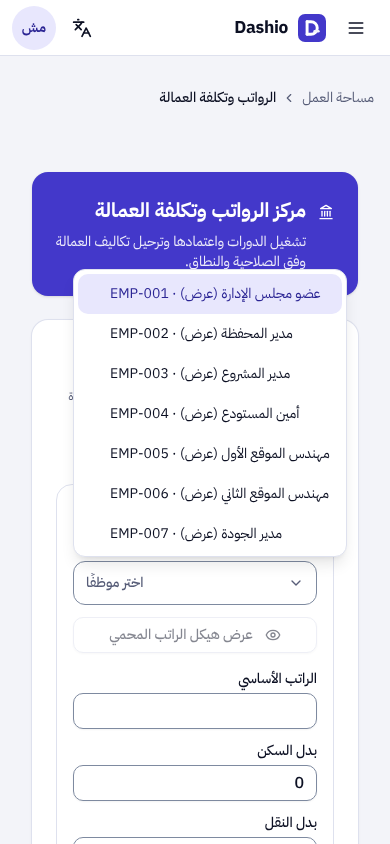 Dashio
مش
مساحة العمل › الرواتب وتكلفة العمالة
مركز الرواتب وتكلفة العمالة
تشغيل الدورات واعتمادها وترحيل تكاليف العمالة
وفق الصلاحية والنطاق.
عضو مجلس الإدارة (عرض) · EMP-001
مدير المحفظة (عرض) · EMP-002
مدير المشروع (عرض) · EMP-003
أمين المستودع (عرض) · EMP-004
مهندس الموقع الأول (عرض) · EMP-005
مهندس الموقع الثاني (عرض) · EMP-006
مدير الجودة (عرض) · EMP-007
اختر موظفًا
عرض هيكل الراتب المحمي
الراتب الأساسي
بدل السكن
0
بدل النقل